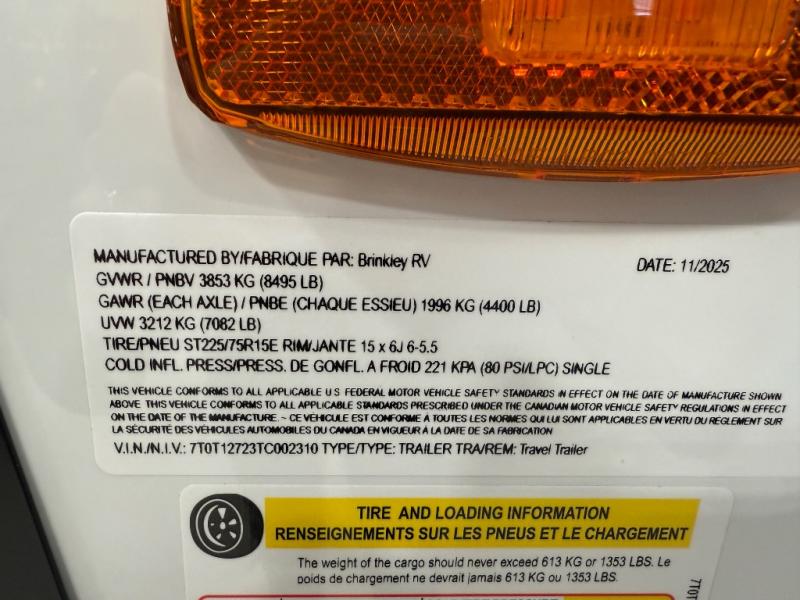 MANUFACTURED BY/FABRIQUE PAR: Brinkley RV DATE: 11/2025
GVWR / PNBV 3853 KG (8495 LB)
GAWR (EACH AXLE) / PNBE (CHAQUE ESSIEU) 1996 KG (4400 LB)
UVW 3212 KG (7082 LB)
TIRE/PNEU ST225/75R15E RIM/JANTE 15 x 6J 6-5.5
COLD INFL. PRESS/PRESS. DE GONFL. A FROID 221 KPA (80 PSI/LPC) SINGLE
THIS VEHICLE CONFORMS TO ALL APPLICABLE U.S. FEDERAL MOTOR VEHICLE SAFETY STANDARDS IN EFFECT ON THE DATE OF MANUFACTURE SHOWN
ABOVE. THIS VEHICLE CONFORMS TO ALL APPLICABLE STANDARDS PRESCRIBED UNDER THE CANADIAN MOTOR VEHICLE SAFETY REGULATIONS IN EFFECT
ON THE DATE OF THE MANUFACTURE. ~ CE VEHICULE EST CONFORME À TOUTES LES NORMES QUI LUI SONT APPLICABLES EN VERTU DU REGLEMENT SUR
LA SÉCURITÉ DES VÉHICULES AUTOMOBILES DU CANADA EN VIGUEUR À LA DATE DE SA FABRICATION
V.I.N./N.I.V.: 7T0T12723TC002310 TYPE/TYPE: TRAILER TRA/REM: Travel Trailer
TIRE AND LOADING INFORMATION
RENSEIGNEMENTS SUR LES PNEUS ET LE CHARGEMENT
The weight of the cargo should never exceed 613 KG or 1353 LBS. Le
poids de chargement ne devrait jamais 613 KG ou 1353 LBS.
7T0T